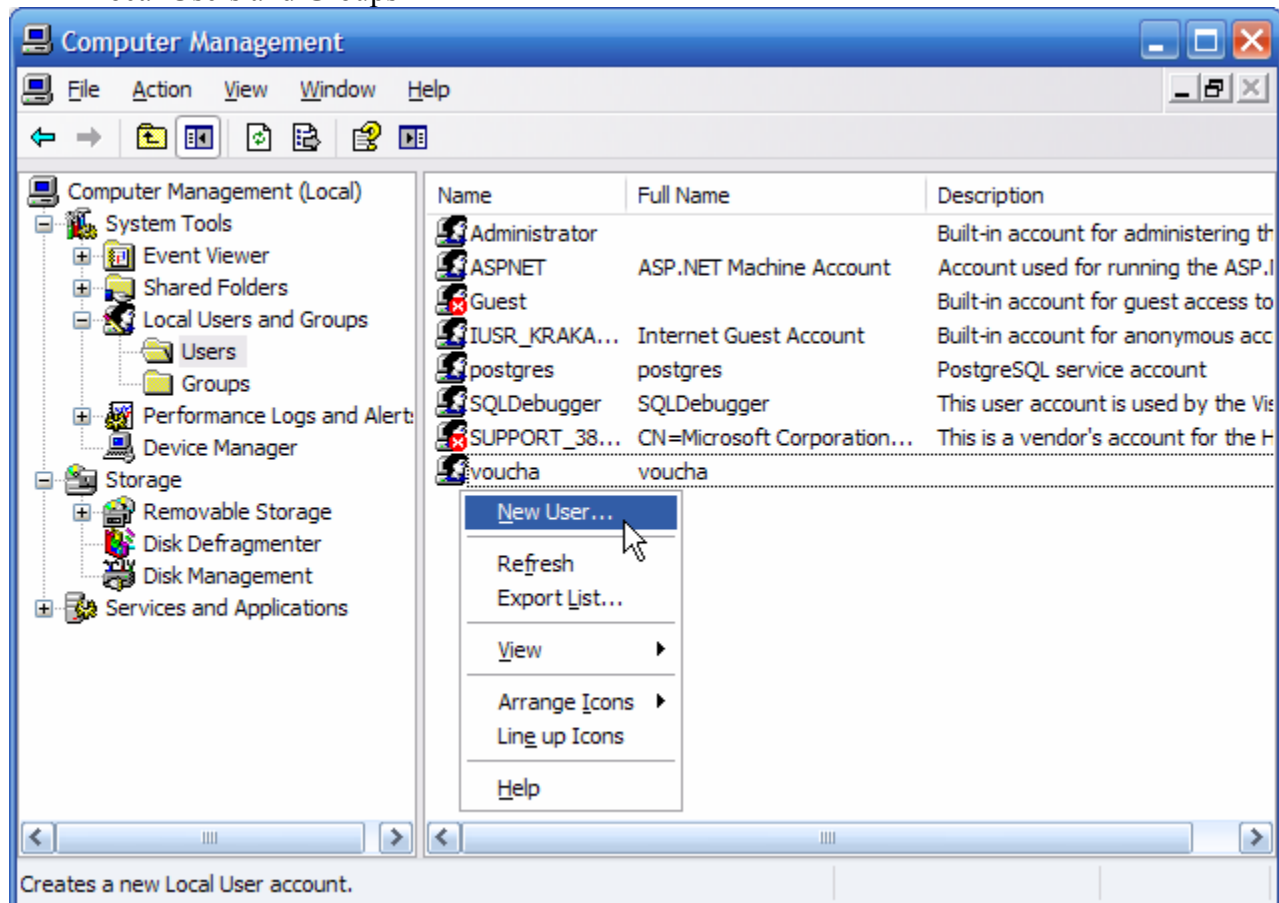 Local Users and Groups
Computer Management
File Action View Window Help
Computer Management (Local)
System Tools
Event Viewer
Shared Folders
Local Users and Groups
Users
Groups
Performance Logs and Alert
Device Manager
Storage
Removable Storage
Disk Defragmenter
Disk Management
Services and Applications
Name Full Name Description
Administrator Built-in account for administering th
ASPNET ASP.NET Machine Account Account used for running the ASP.
Guest Built-in account for guest access to
IUSR_KRAKA... Internet Guest Account Built-in account for anonymous acc
postgres postgres PostgreSQL service account
SQLDebugger SQLDebugger This user account is used by the Vis
SUPPORT_38... CN=Microsoft Corporation... This is a vendor's account for the H
voucha voucha
New User...
Refresh
Export List...
View
Arrange Icons
Line up Icons
Help
Creates a new Local User account.